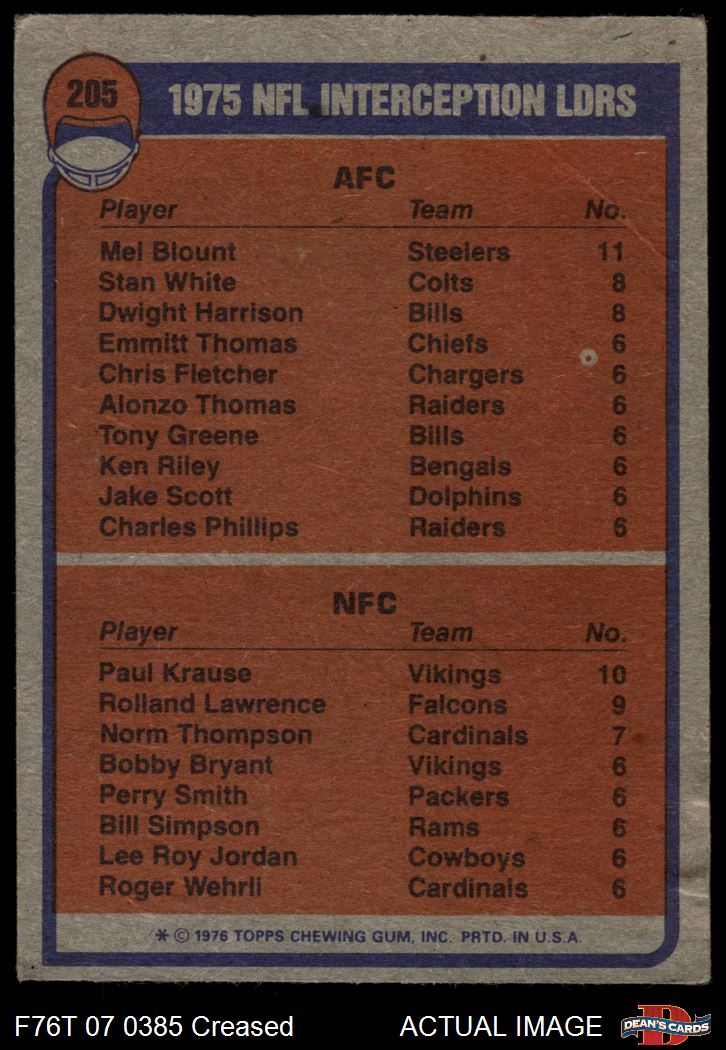 205
1975 NFL INTERCEPTION LDRS
AFC
Player Team No.
Mel Blount Steelers 11
Stan White Colts 8
Dwight Harrison Bills 8
Emmitt Thomas Chiefs 6
Chris Fletcher Chargers 6
Alonzo Thomas Raiders 6
Tony Greene Bills 6
Ken Riley Bengals 6
Jake Scott Dolphins 6
Charles Phillips Raiders 6
NFC
Player Team No.
Paul Krause Vikings 10
Rolland Lawrence Falcons 9
Norm Thompson Cardinals 7
Bobby Bryant Vikings 6
Perry Smith Packers 6
Bill Simpson Rams 6
Lee Roy Jordan Cowboys 6
Roger Wehrli Cardinals 6
* © 1976 TOPPS CHEWING GUM, INC. PRTD. IN U.S.A.
F76T 07 0385 Creased ACTUAL IMAGE
D
DEAN'S CARDS